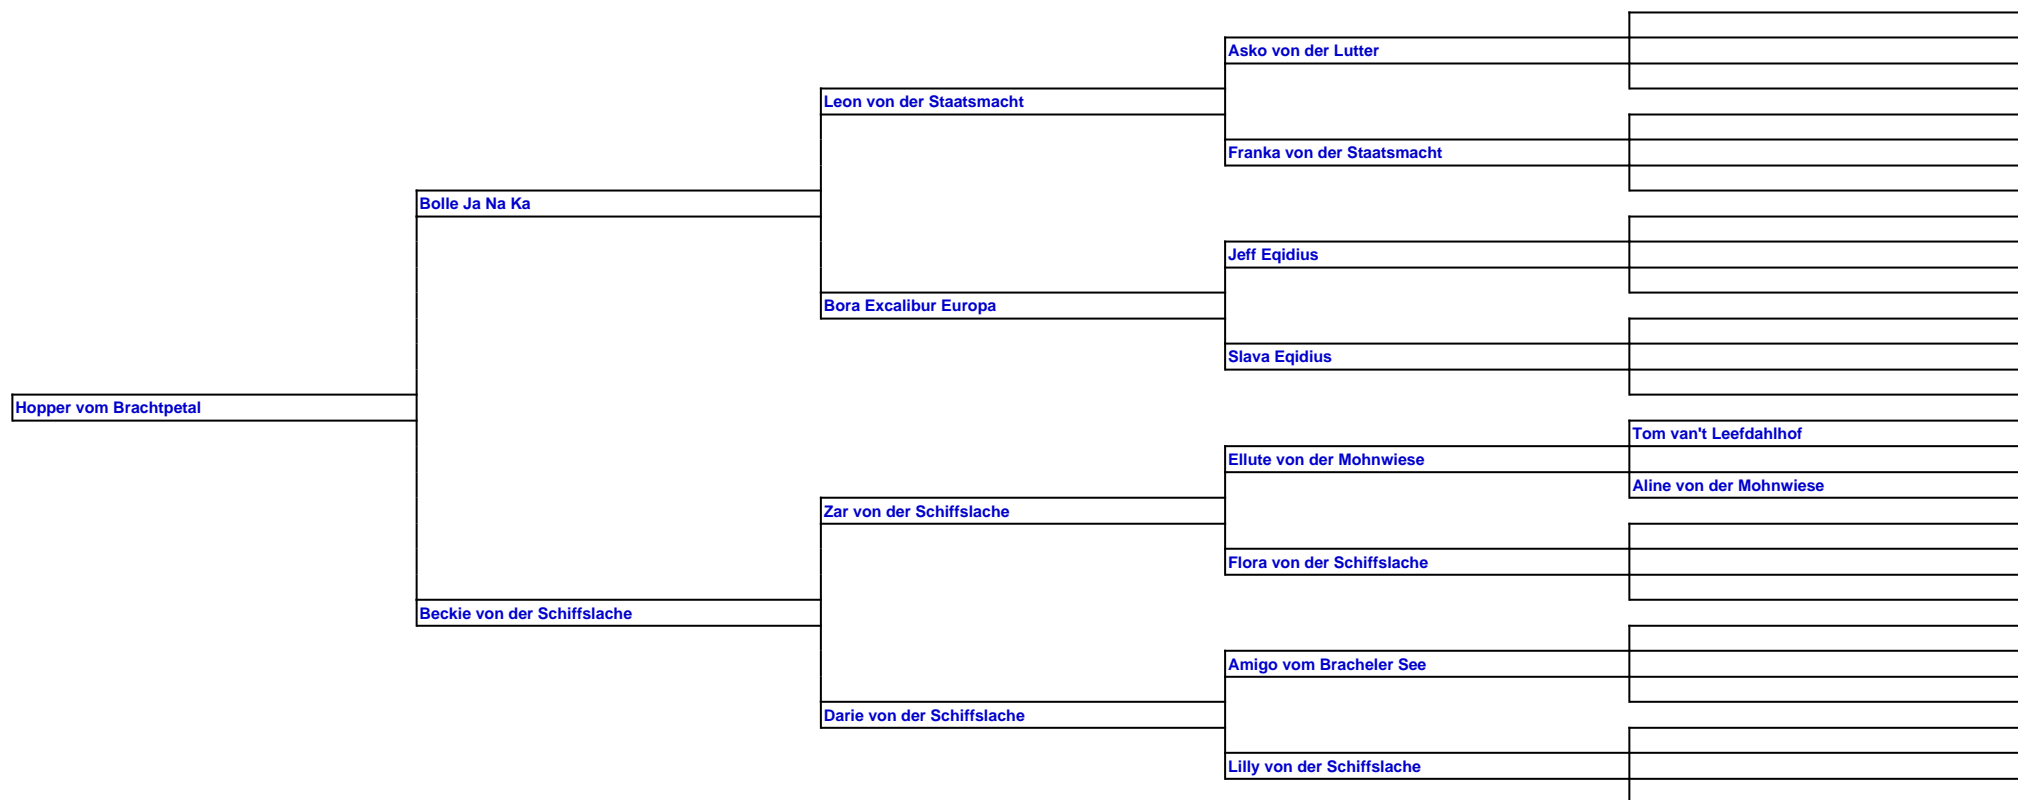 Asko von der Lutter
Leon von der Staatsmacht
Franka von der Staatsmacht
Bolle Ja Na Ka
Jeff Eqidius
Bora Excalibur Europa
Slava Eqidius
Hopper vom Brachtpetal
Tom van't Leefdahlhof
Ellute von der Mohnwiese
Aline von der Mohnwiese
Zar von der Schiffslache
Flora von der Schiffslache
Beckie von der Schiffslache
Amigo vom Bracheler See
Darie von der Schiffslache
Lilly von der Schiffslache